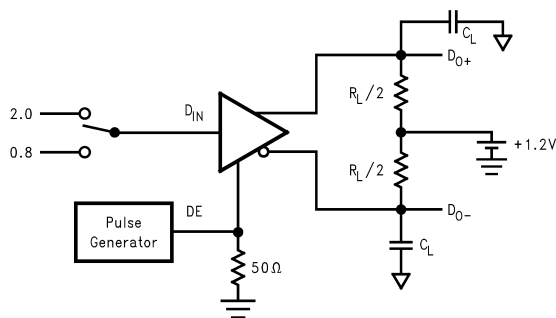 C_L
D_O+
2.0
D_IN
R_L/2
+1.2V
0.8
R_L/2
DE
Pulse
Generator
D_O-
50Ω
C_L